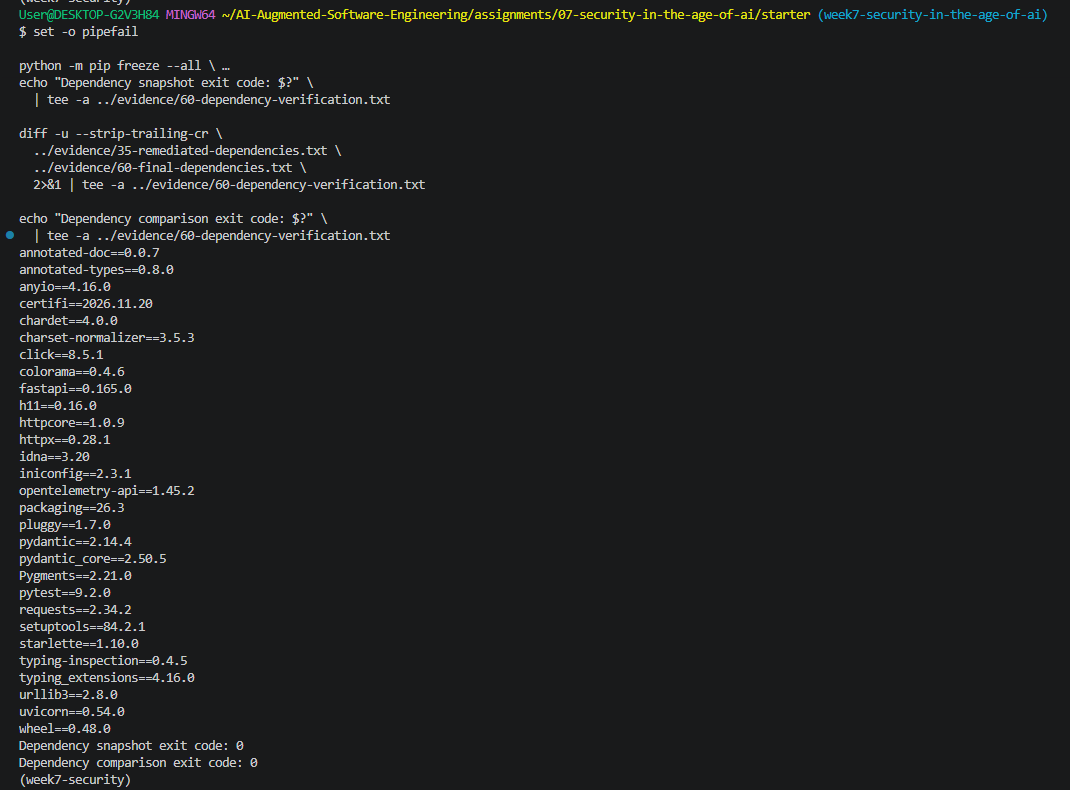 (week7-security)
User@DESKTOP-G2V3H84 MINGW64 ~/AI-Augmented-Software-Engineering/assignments/07-security-in-the-age-of-ai/starter (week7-security-in-the-age-of-ai)
$ set -o pipefail

python -m pip freeze --all \ …
echo "Dependency snapshot exit code: $?" \
  | tee -a ../evidence/60-dependency-verification.txt

diff -u --strip-trailing-cr \
  ../evidence/35-remediated-dependencies.txt \
  ../evidence/60-final-dependencies.txt \
  2>&1 | tee -a ../evidence/60-dependency-verification.txt

echo "Dependency comparison exit code: $?" \
  | tee -a ../evidence/60-dependency-verification.txt
annotated-doc==0.0.7
annotated-types==0.8.0
anyio==4.16.0
certifi==2026.11.20
chardet==4.0.0
charset-normalizer==3.5.3
click==8.5.1
colorama==0.4.6
fastapi==0.165.0
h11==0.16.0
httpcore==1.0.9
httpx==0.28.1
idna==3.20
iniconfig==2.3.1
opentelemetry-api==1.45.2
packaging==26.3
pluggy==1.7.0
pydantic==2.14.4
pydantic_core==2.50.5
Pygments==2.21.0
pytest==9.2.0
requests==2.34.2
setuptools==84.2.1
starlette==1.10.0
typing-inspection==0.4.5
typing_extensions==4.16.0
urllib3==2.8.0
uvicorn==0.54.0
wheel==0.48.0
Dependency snapshot exit code: 0
Dependency comparison exit code: 0
(week7-security)